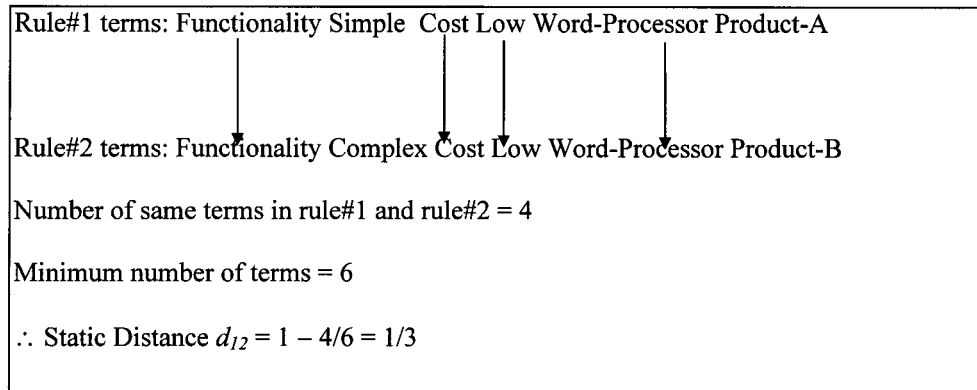 Rule#1 terms: Functionality Simple Cost Low Word-Processor Product-A
Rule#2 terms: Functionality Complex Cost Low Word-Processor Product-B
Number of same terms in rule#1 and rule#2 = 4
Minimum number of terms = 6
∴ Static Distance d12 = 1 – 4/6 = 1/3